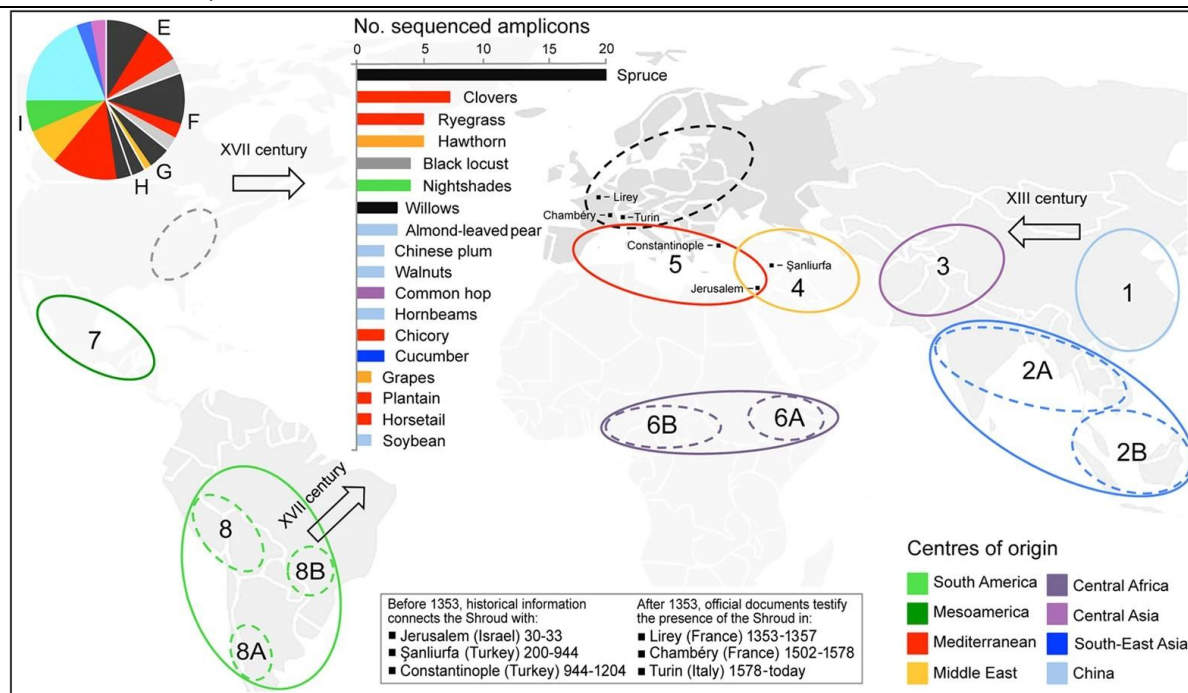 No. sequenced amplicons
0 5 10 15 20
Spruce
Clovers
Ryegrass
Hawthorn
Black locust
Nightshades
Willows
Almond-leaved pear
Chinese plum
Walnuts
Common hop
Hornbeams
Chicory
Cucumber
Grapes
Plantain
Horsetail
Soybean
E
F
G
H
I
XVII century
XIII century
Lirey
Chambéry
Turin
Constantinople
Şanliurfa
Jerusalem
5
4
3
1
7
2A
2B
6B
6A
8
8B
8A
XVII century
Before 1353, historical information
connects the Shroud with:
Jerusalem (Israel) 30-33
Şanliurfa (Turkey) 200-944
Constantinople (Turkey) 944-1204
After 1353, official documents testify
the presence of the Shroud in:
Lirey (France) 1353-1357
Chambéry (France) 1502-1578
Turin (Italy) 1578-today
Centres of origin
South America
Mesoamerica
Mediterranean
Middle East
Central Africa
Central Asia
South-East Asia
China